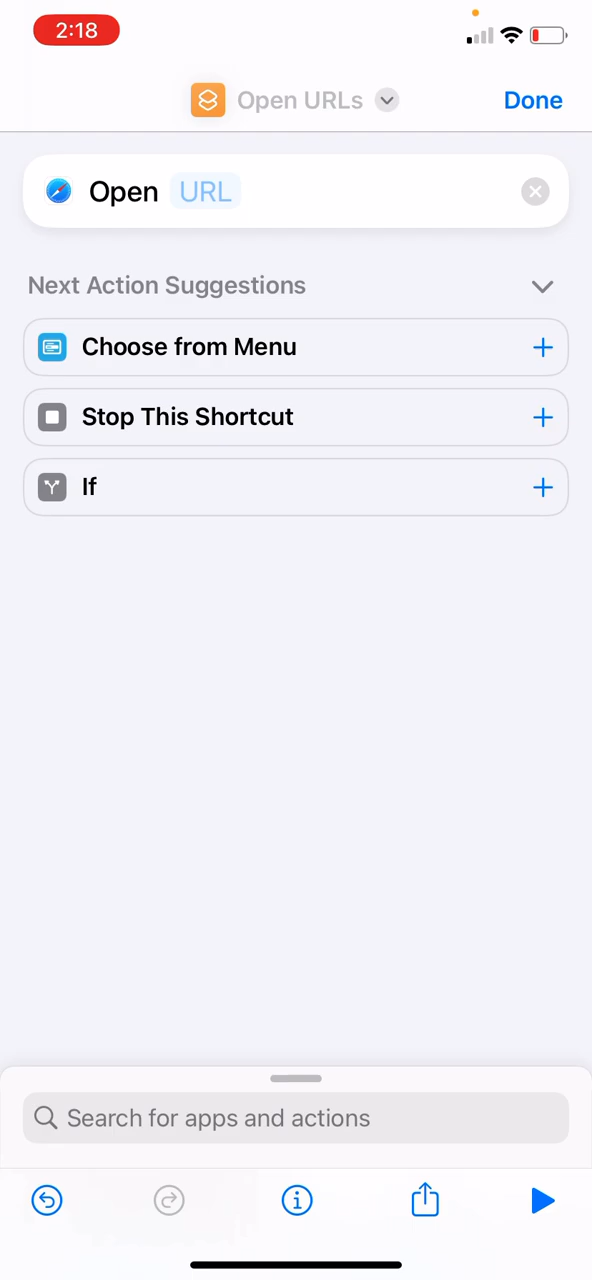 2:18
Open URLs
Done
Open URL
Next Action Suggestions
Choose from Menu
Stop This Shortcut
If
Search for apps and actions